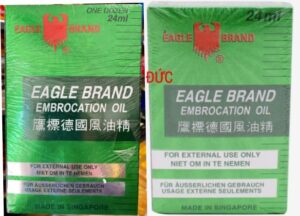 ONE DOZEN
24ml
EAGLE BRAND
®
EAGLE BRAND
EMBROCATION OIL
鷹標德國風油精
FOR EXTERNAL USE ONLY
NIET OM IN TE NEMEN
FÜR ÄUSSERLICHEN GEBRAUCH
USAGE EXTERNE SEULEMENTS
MADE IN SINGAPORE
ĐỨC
24ml
EAGLE BRAND
®
EAGLE BRAND
EMBROCATION OIL
鷹標德國風油精
FOR EXTERNAL USE ONLY
NIET OM IN TE NEMEN
FÜR ÄUSSERLICHEN GEBRAUCH
USAGE EXTERNE SEULEMENTS
MADE IN SINGAPORE